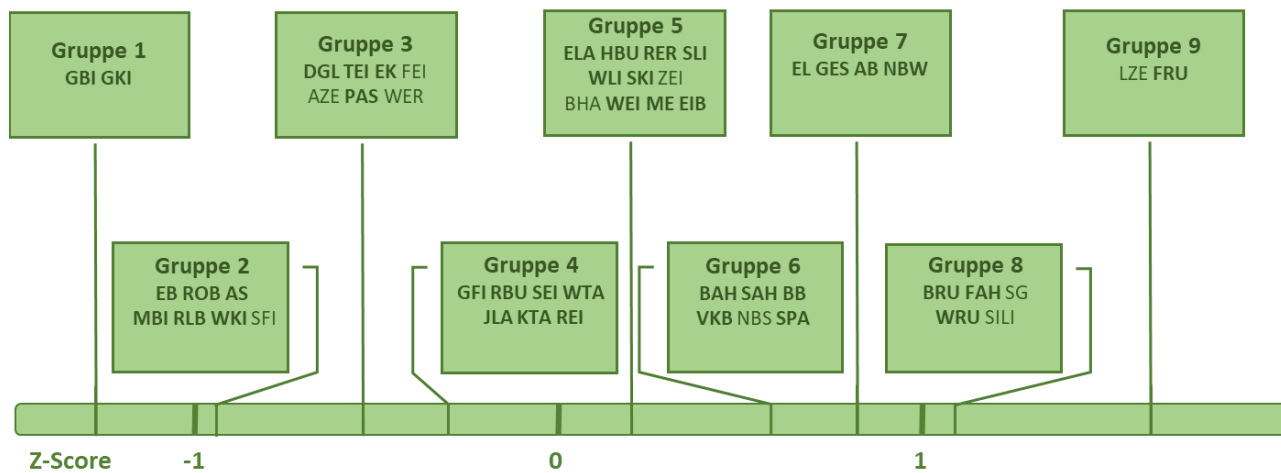 Gruppe 1
GBI GKI
Gruppe 3
DGL TEI EK FEI
AZE PAS WER
Gruppe 5
ELA HBU RER SLI
WLI SKI ZEI
BHA WEI ME EIB
Gruppe 7
EL GES AB NBW
Gruppe 9
LZE FRU
Gruppe 2
EB ROB AS
MBI RLB WKI SFI
Gruppe 4
GFI RBU SEI WTA
JLA KTA REI
Gruppe 6
BAH SAH BB
VKB NBS SPA
Gruppe 8
BRU FAH SG
WRU SILI
Z-Score -1 0 1